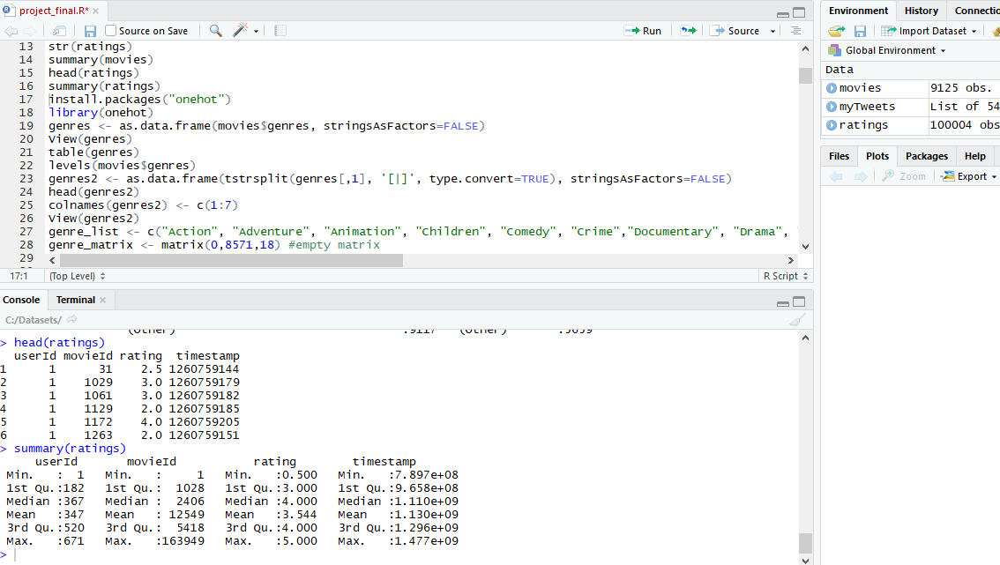 project_final.R*
Source on Save
Run
Source
13 str(ratings)
14 summary(movies)
15 head(ratings)
16 summary(ratings)
17 install.packages("onehot")
18 library(onehot)
19 genres <- as.data.frame(movies$genres, stringsAsFactors=FALSE)
20 View(genres)
21 table(genres)
22 levels(movies$genres)
23 genres2 <- as.data.frame(tstrsplit(genres[,1], '[|]', type.convert=TRUE), stringsAsFactors=FALSE)
24 head(genres2)
25 colnames(genres2) <- c(1:7)
26 View(genres2)
27 genre_list <- c("Action", "Adventure", "Animation", "Children", "Comedy", "Crime","Documentary", "Drama",
28 genre_matrix <- matrix(0,8571,18) #empty matrix
29
17:1 (Top Level) R Script
Console Terminal
C:/Datasets/
(Other) :9117 (Other) :5059
> head(ratings)
userId movieId rating timestamp
1 1 31 2.5 1260759144
2 1 1029 3.0 1260759179
3 1 1061 3.0 1260759182
4 1 1129 2.0 1260759185
5 1 1172 4.0 1260759205
6 1 1263 2.0 1260759151
> summary(ratings)
userId movieId rating timestamp
Min. : 1 Min. : 1 Min. :0.500 Min. :7.897e+08
1st Qu.:182 1st Qu.: 1028 1st Qu.:3.000 1st Qu.:9.658e+08
Median :367 Median : 2406 Median :4.000 Median :1.110e+09
Mean :347 Mean : 12549 Mean :3.544 Mean :1.130e+09
3rd Qu.:520 3rd Qu.: 5418 3rd Qu.:4.000 3rd Qu.:1.296e+09
Max. :671 Max. :163949 Max. :5.000 Max. :1.477e+09
>
Environment History Connectio
Import Dataset
Global Environment
Data
movies 9125 obs.
myTweets List of 54
ratings 100004 obs
Files Plots Packages Help
Zoom Export